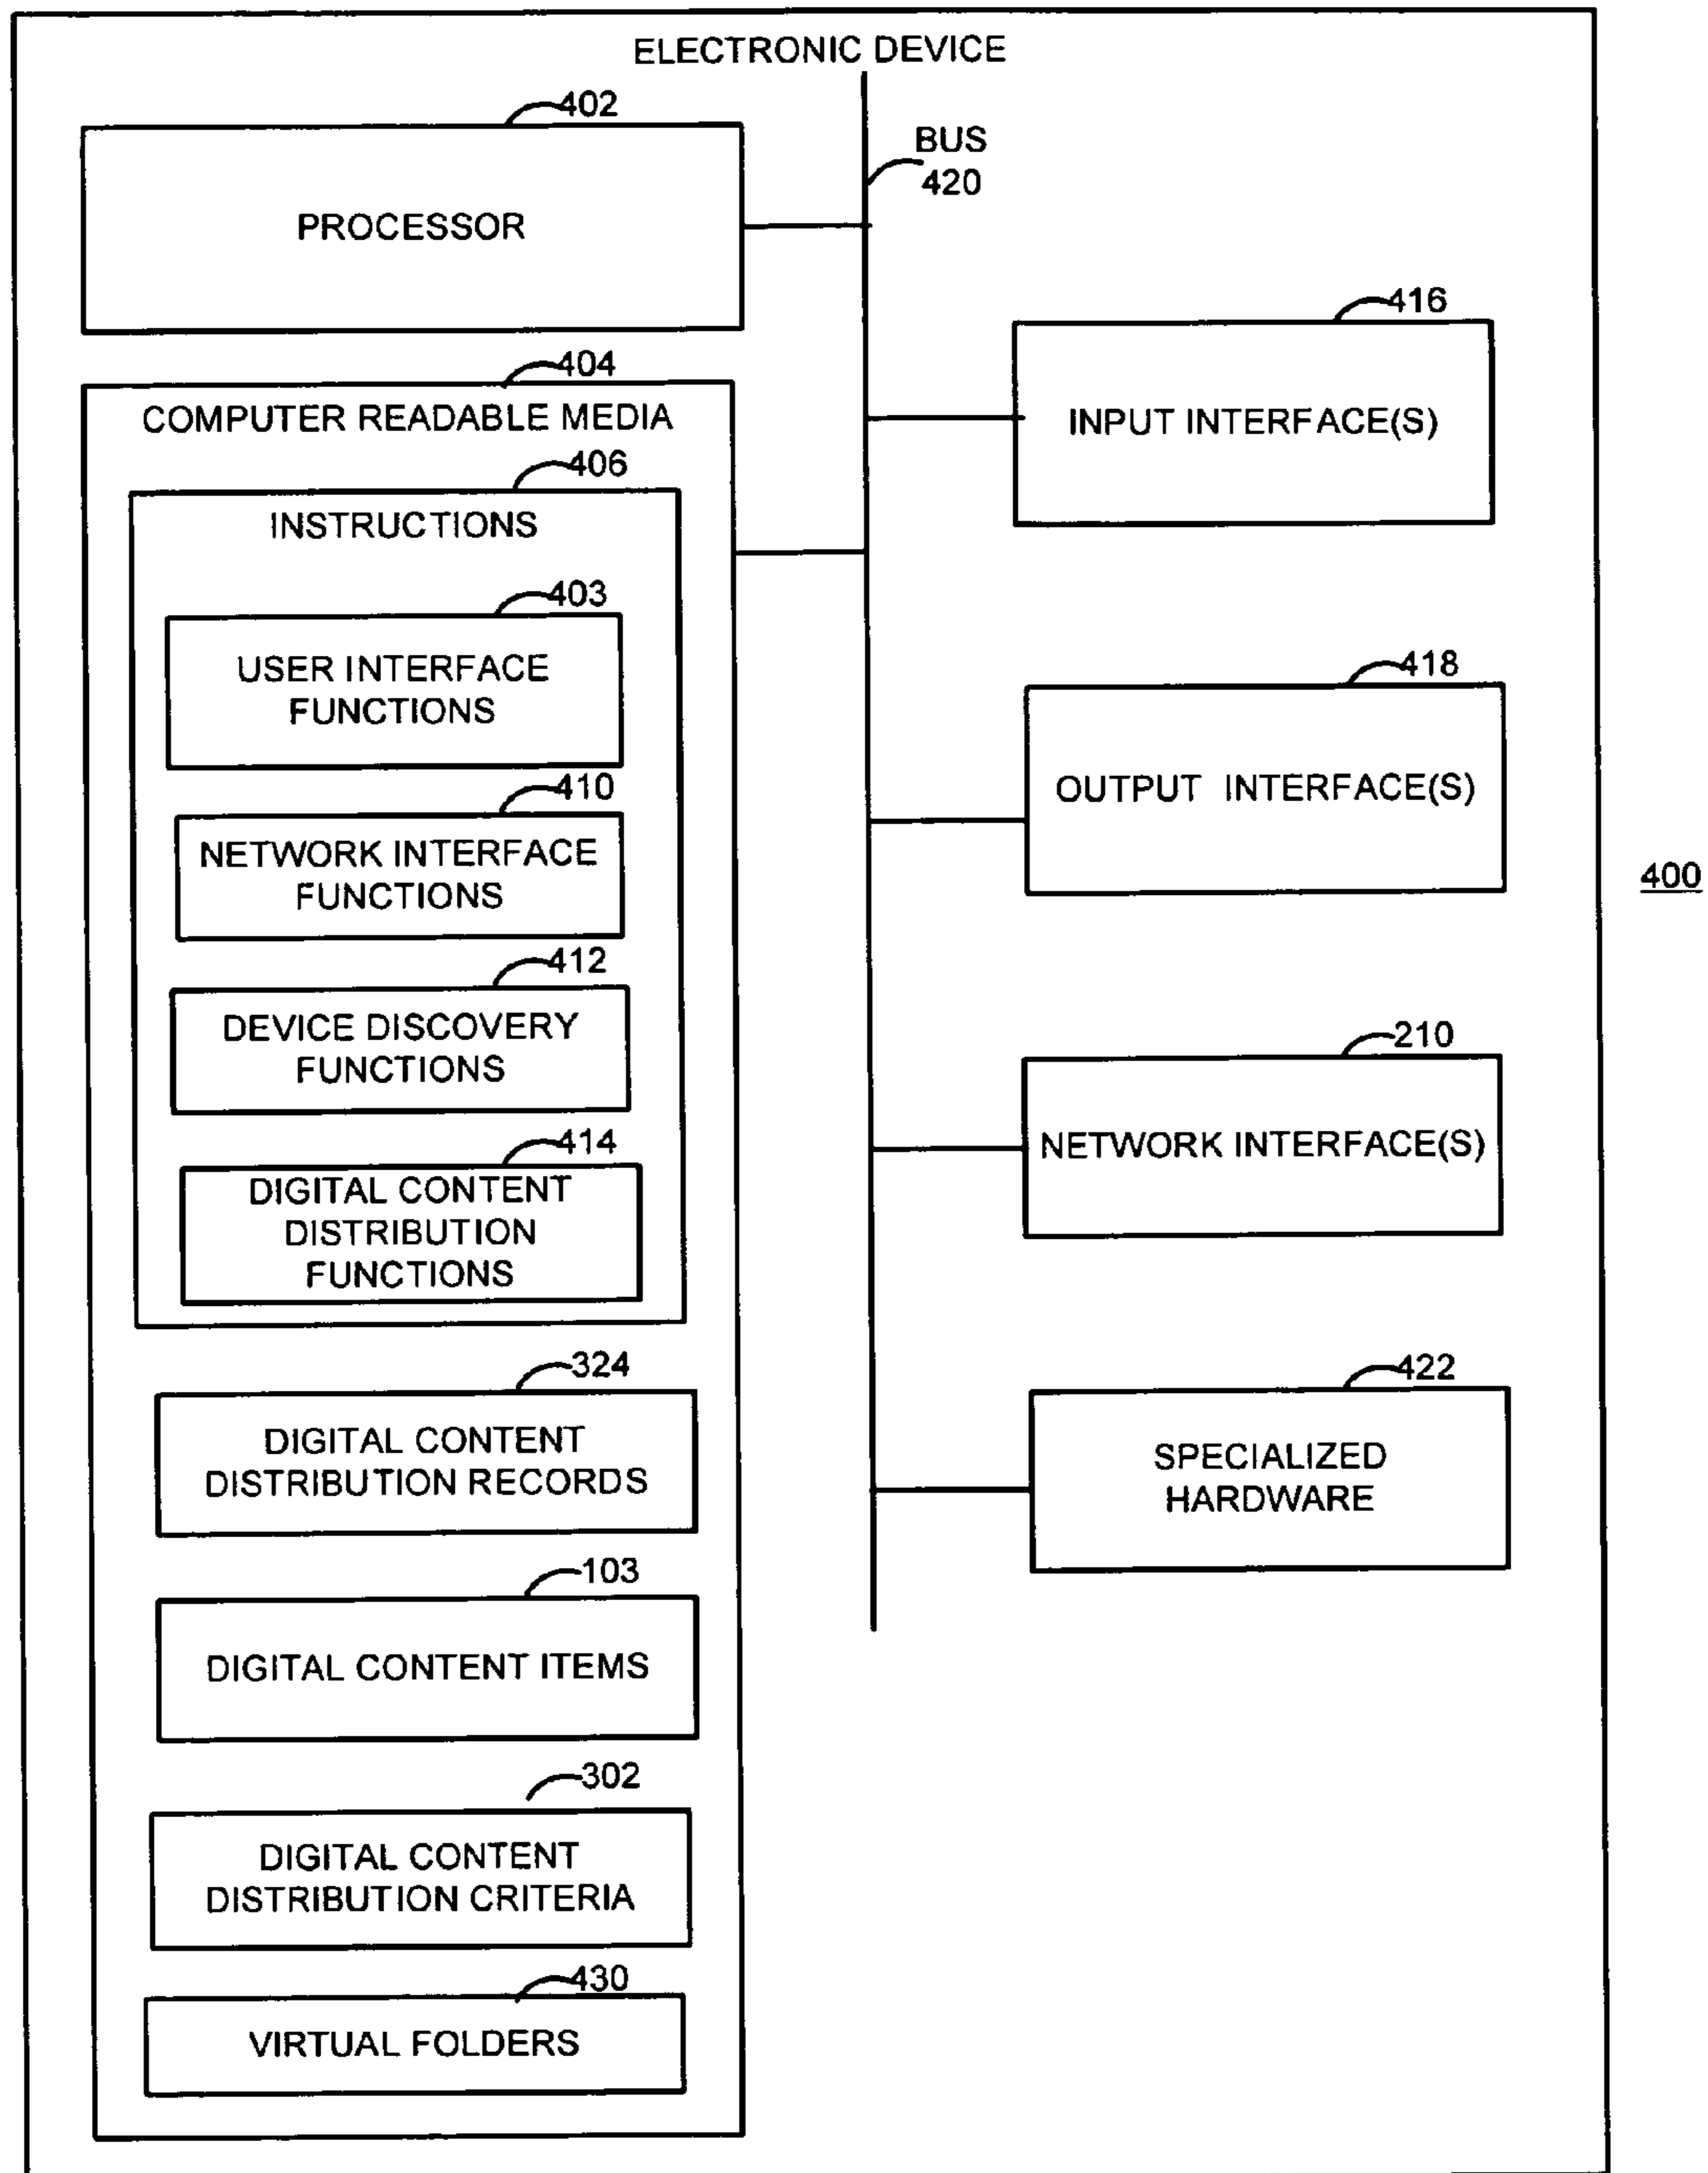 ELECTRONIC DEVICE
402
PROCESSOR
BUS
420
416
INPUT INTERFACE(S)
404
COMPUTER READABLE MEDIA
406
INSTRUCTIONS
403
USER INTERFACE
FUNCTIONS
410
NETWORK INTERFACE
FUNCTIONS
412
DEVICE DISCOVERY
FUNCTIONS
414
DIGITAL CONTENT
DISTRIBUTION
FUNCTIONS
324
DIGITAL CONTENT
DISTRIBUTION RECORDS
103
DIGITAL CONTENT ITEMS
302
DIGITAL CONTENT
DISTRIBUTION CRITERIA
430
VIRTUAL FOLDERS
418
OUTPUT INTERFACE(S)
400
210
NETWORK INTERFACE(S)
422
SPECIALIZED
HARDWARE